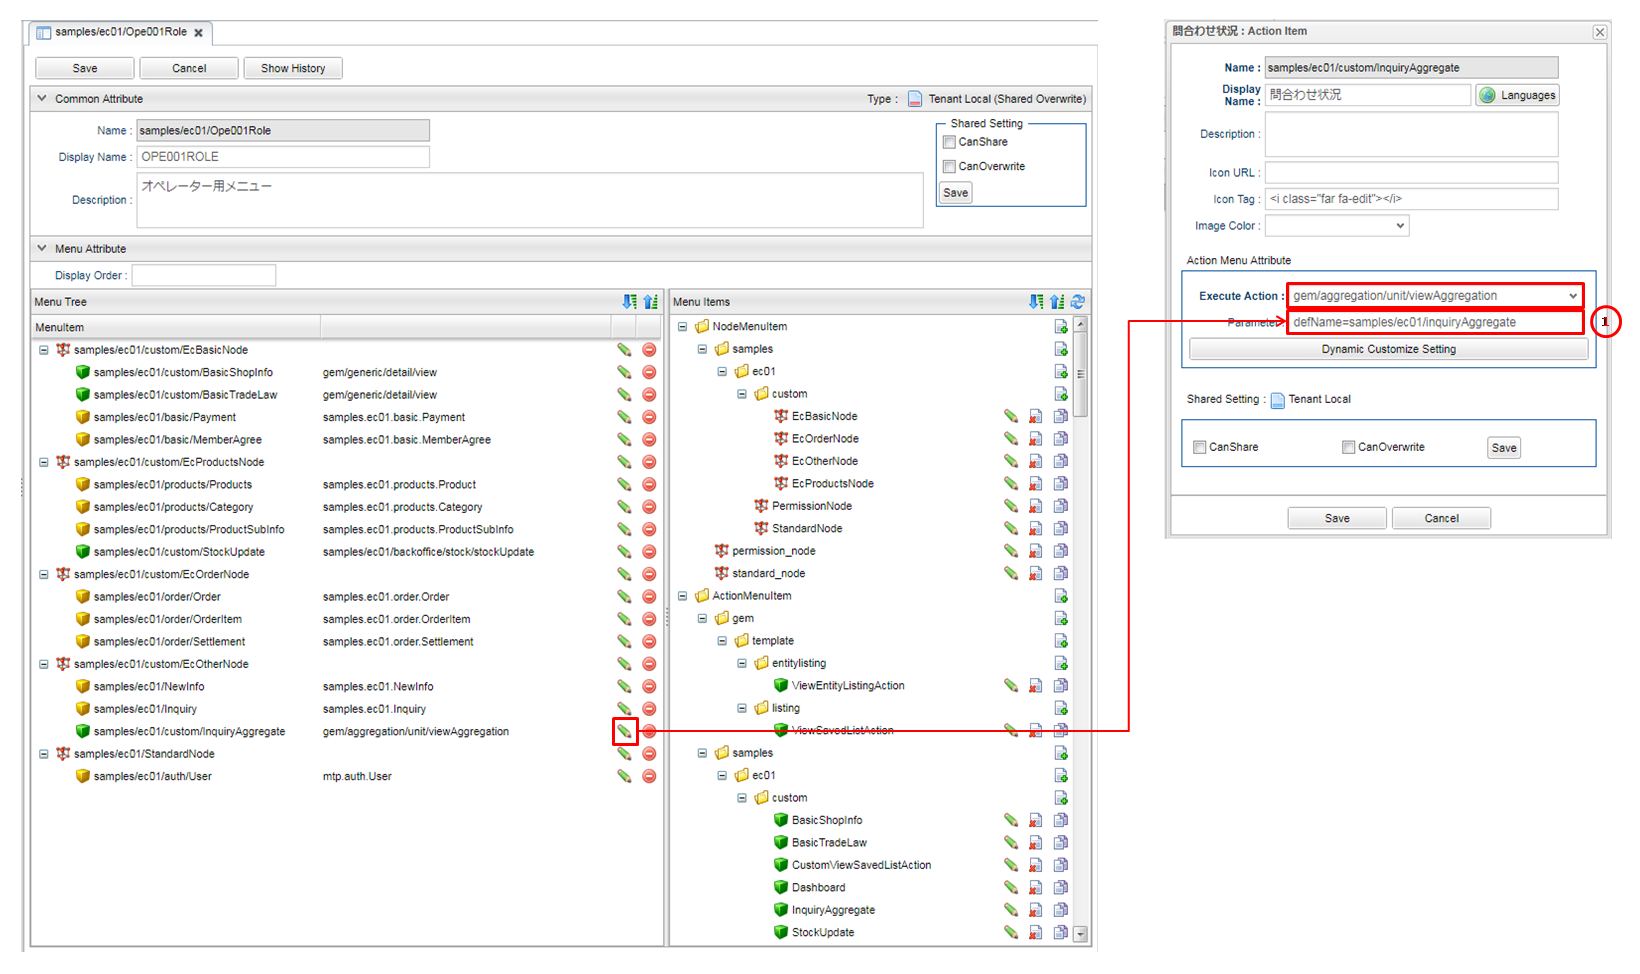 samples/ec01/Ope001Role
Save Cancel Show History
Common Attribute Type : Tenant Local (Shared Overwrite)
Name : samples/ec01/Ope001Role
Display Name : OPE001ROLE
Description : オペレーター用メニュー
Shared Setting
CanShare
CanOverwrite
Save
Menu Attribute
Display Order :
Menu Tree
MenuItem
samples/ec01/custom/EcBasicNode
samples/ec01/custom/BasicShopInfo gem/generic/detail/view
samples/ec01/custom/BasicTradeLaw gem/generic/detail/view
samples/ec01/basic/Payment samples.ec01.basic.Payment
samples/ec01/basic/MemberAgree samples.ec01.basic.MemberAgree
samples/ec01/custom/EcProductsNode
samples/ec01/products/Products samples.ec01.products.Product
samples/ec01/products/Category samples.ec01.products.Category
samples/ec01/products/ProductSubInfo samples.ec01.products.ProductSubInfo
samples/ec01/custom/StockUpdate samples/ec01/backoffice/stock/stockUpdate
samples/ec01/custom/EcOrderNode
samples/ec01/order/Order samples.ec01.order.Order
samples/ec01/order/OrderItem samples.ec01.order.OrderItem
samples/ec01/order/Settlement samples.ec01.order.Settlement
samples/ec01/custom/EcOtherNode
samples/ec01/NewInfo samples.ec01.NewInfo
samples/ec01/Inquiry samples.ec01.Inquiry
samples/ec01/custom/InquiryAggregate gem/aggregation/unit/viewAggregation
samples/ec01/StandardNode
samples/ec01/auth/User mtp.auth.User
Menu Items
NodeMenuItem
samples
ec01
custom
EcBasicNode
EcOrderNode
EcOtherNode
EcProductsNode
PermissionNode
StandardNode
permission_node
standard_node
ActionMenuItem
gem
template
entitylisting
ViewEntityListingAction
listing
ViewSavedListAction
samples
ec01
custom
BasicShopInfo
BasicTradeLaw
CustomViewSavedListAction
Dashboard
InquiryAggregate
StockUpdate
問合わせ状況 : Action Item
Name : samples/ec01/custom/InquiryAggregate
Display Name : 問合わせ状況 Languages
Description :
Icon URL :
Icon Tag : <i class="far fa-edit"></i>
Image Color :
Action Menu Attribute
Execute Action : gem/aggregation/unit/viewAggregation
Parameter : defName=samples/ec01/inquiryAggregate
1
Dynamic Customize Setting
Shared Setting : Tenant Local
CanShare CanOverwrite Save
Save Cancel